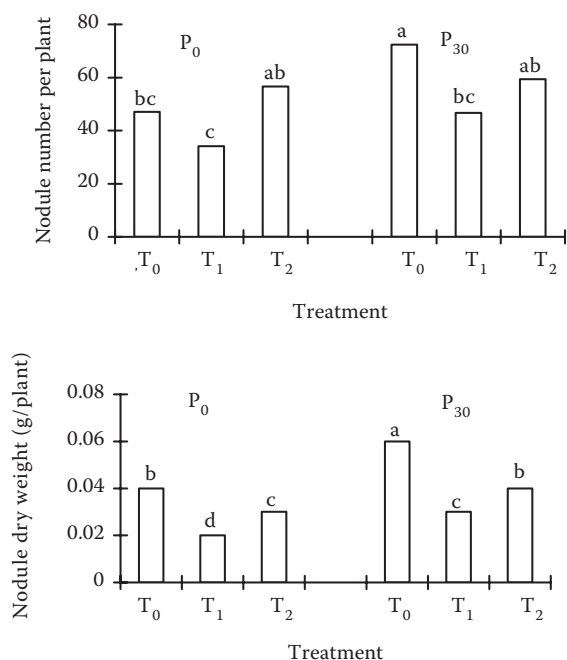 Nodule number per plant
80
60
40
20
0
P₀
P₃₀
bc
c
ab
a
bc
ab
,T₀ T₁ T₂ T₀ T₁ T₂
Treatment
Nodule dry weight (g/plant)
0.08
0.06
0.04
0.02
0
P₀
P₃₀
b
d
c
a
c
b
T₀ T₁ T₂ T₀ T₁ T₂
Treatment